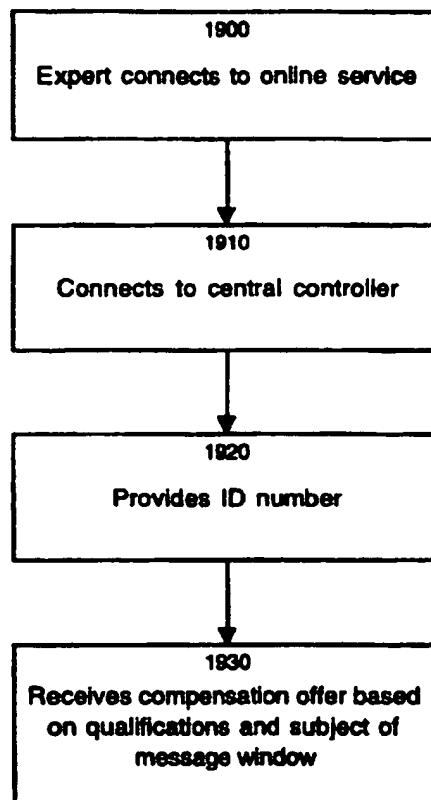 1900
Expert connects to online service
1910
Connects to central controller
1920
Provides ID number
1930
Receives compensation offer based
on qualifications and subject of
message window